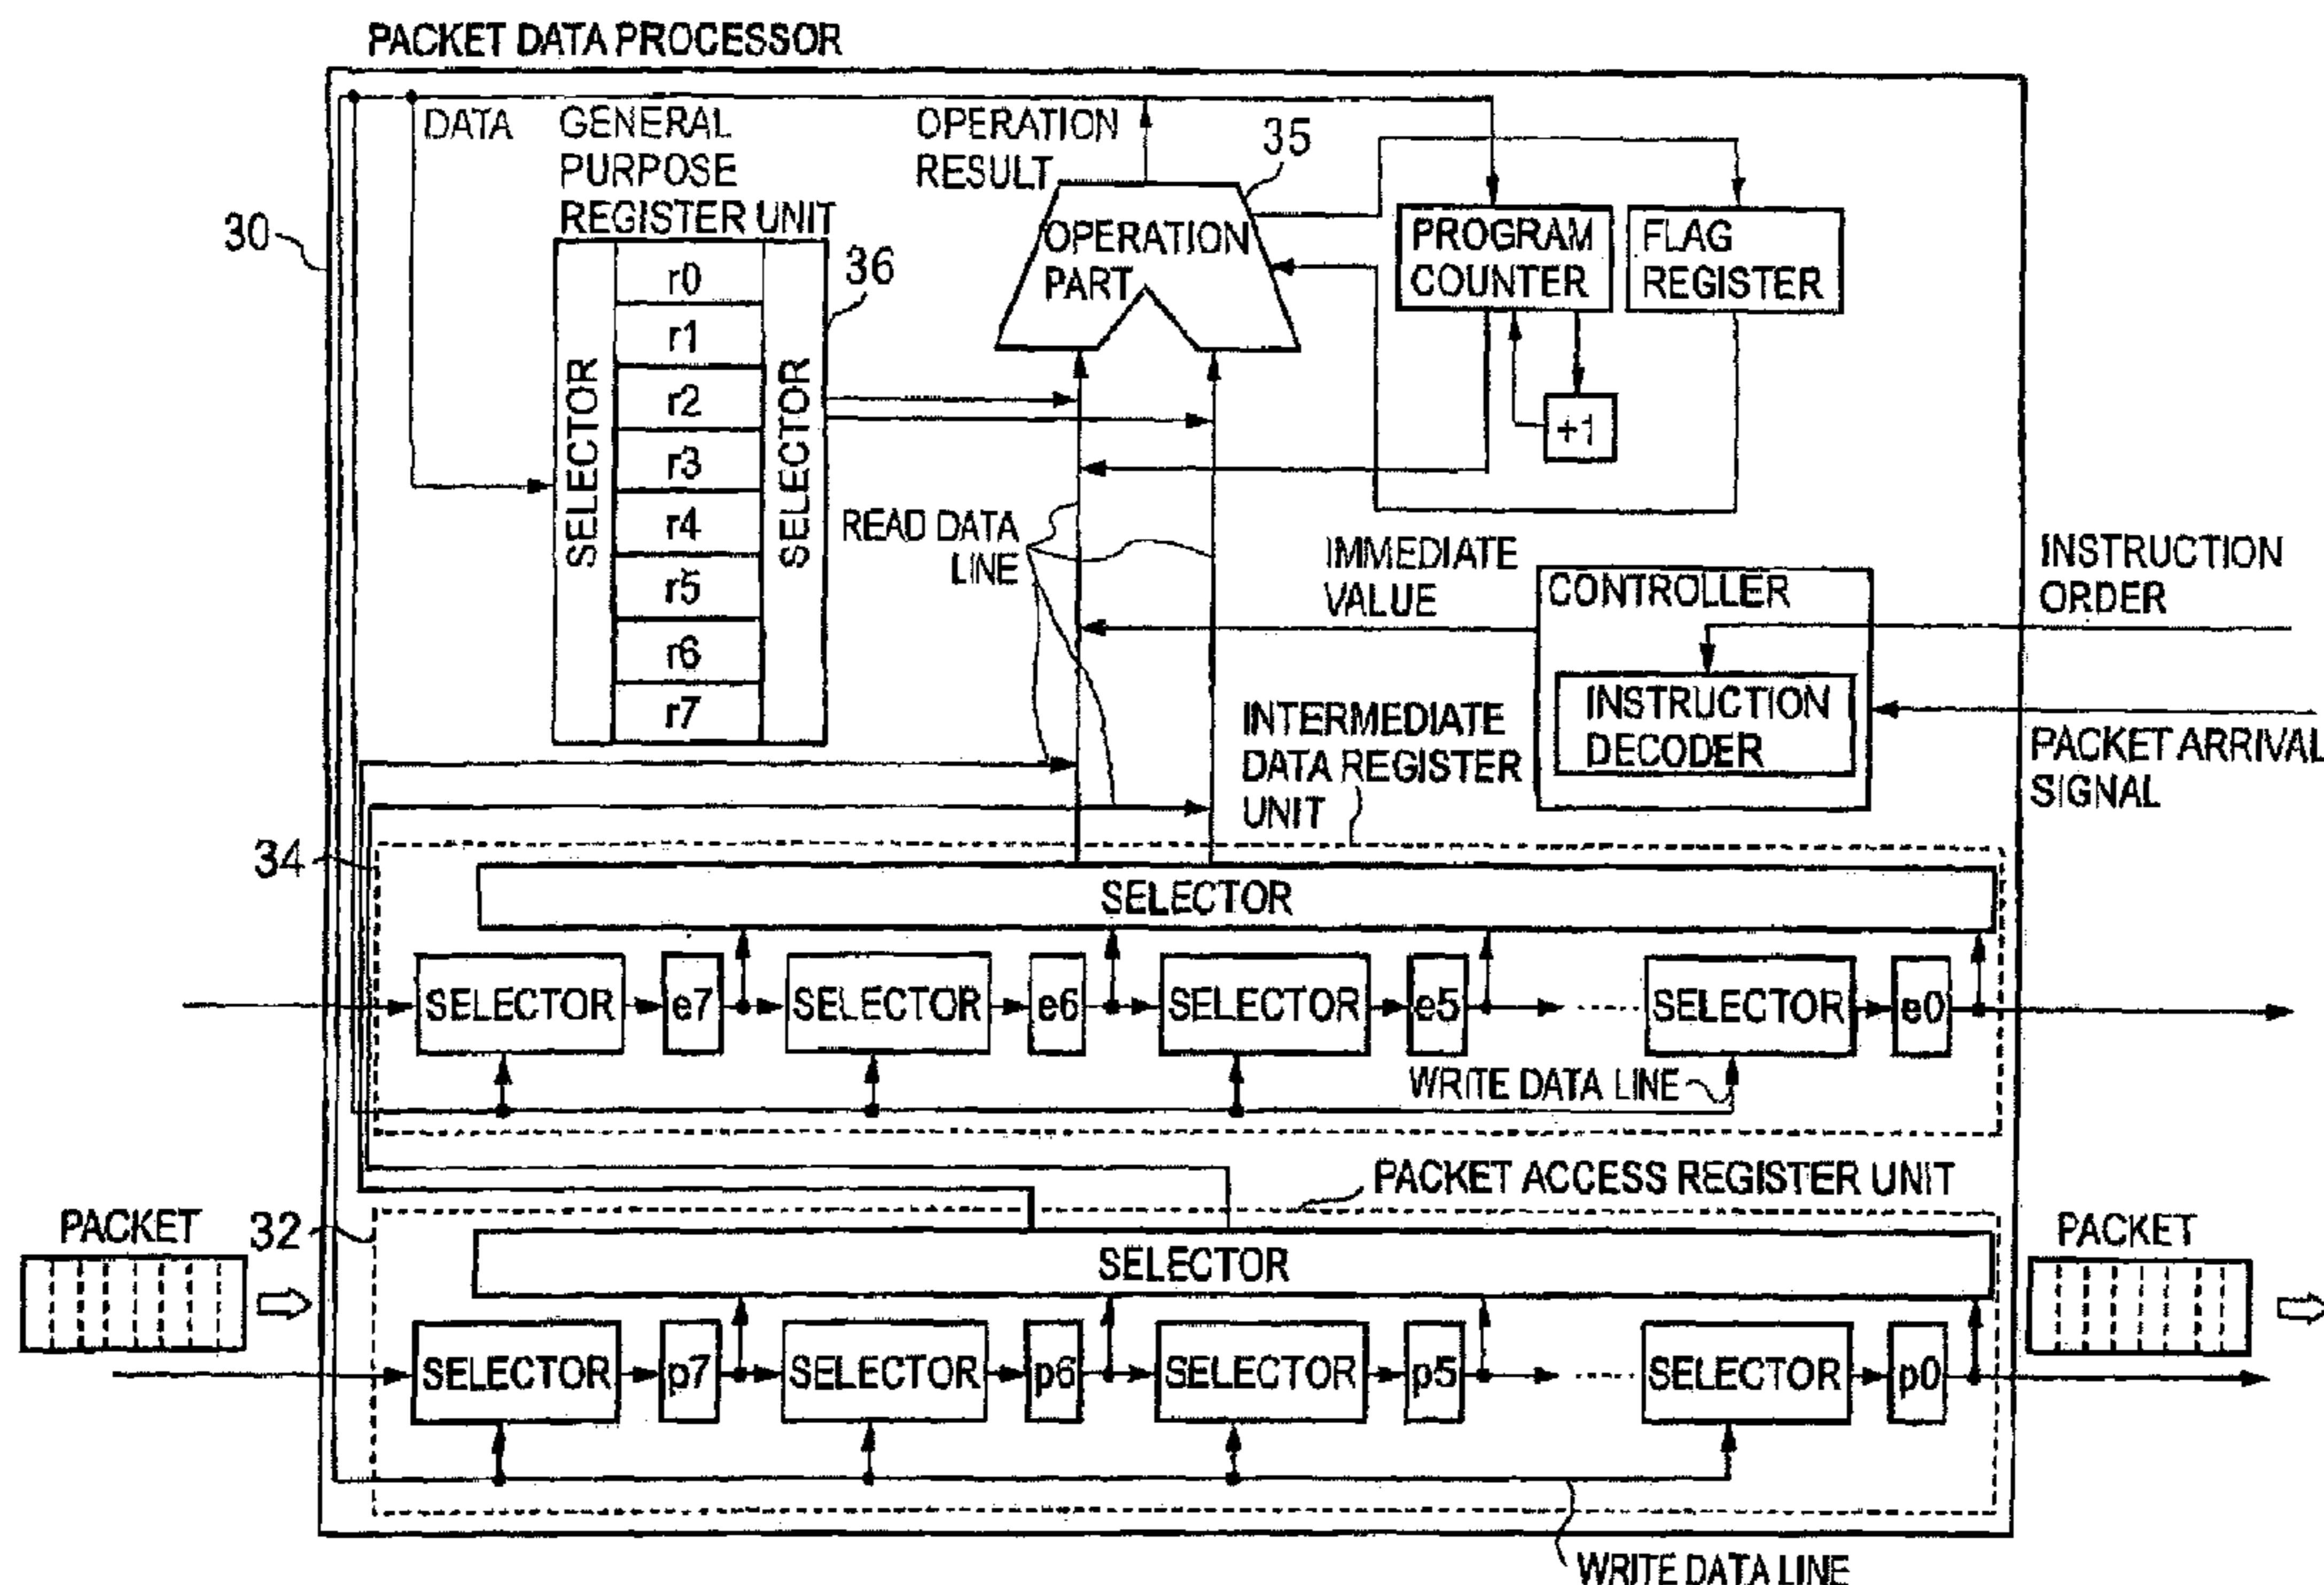 PACKET DATA PROCESSOR
DATA
GENERAL
PURPOSE
REGISTER UNIT
OPERATION
RESULT
35
30
36
SELECTOR
r0
r1
r2
r3
r4
r5
r6
r7
SELECTOR
OPERATION
PART
PROGRAM
COUNTER
FLAG
REGISTER
+1
READ DATA
LINE
IMMEDIATE
VALUE
CONTROLLER
INSTRUCTION
DECODER
INSTRUCTION
ORDER
PACKET ARRIVAL
SIGNAL
INTERMEDIATE
DATA REGISTER
UNIT
34
SELECTOR
SELECTOR
e7
SELECTOR
e6
SELECTOR
e5
SELECTOR
e0
WRITE DATA LINE
PACKET ACCESS REGISTER UNIT
PACKET
32
SELECTOR
PACKET
SELECTOR
p7
SELECTOR
p6
SELECTOR
p5
SELECTOR
p0
WRITE DATA LINE